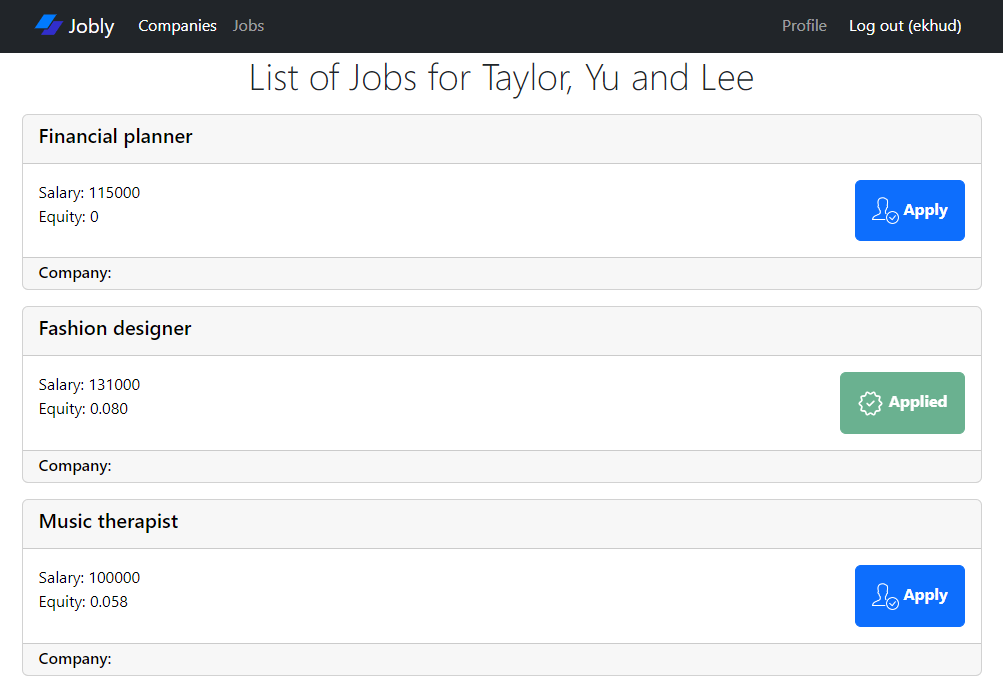 Jobly Companies Jobs Profile Log out (ekhud)
List of Jobs for Taylor, Yu and Lee
Financial planner
Salary: 115000
Equity: 0
Apply
Company:
Fashion designer
Salary: 131000
Equity: 0.080
Applied
Company:
Music therapist
Salary: 100000
Equity: 0.058
Apply
Company: